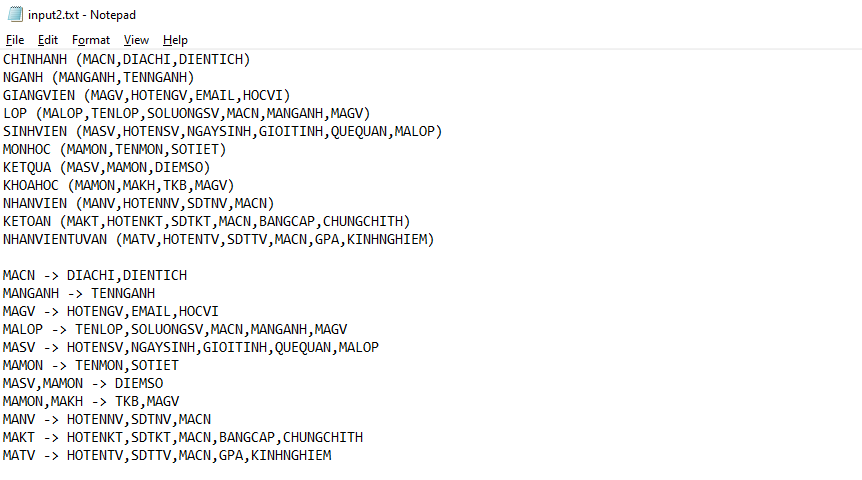 input2.txt - Notepad
File Edit Format View Help
CHINHANH (MACN,DIACHI,DIENTICH)
NGANH (MANGANH,TENNGANH)
GIANGVIEN (MAGV,HOTENGV,EMAIL,HOCVI)
LOP (MALOP,TENLOP,SOLUONGSV,MACN,MANGANH,MAGV)
SINHVIEN (MASV,HOTENSV,NGAYSINH,GIOITINH,QUEQUAN,MALOP)
MONHOC (MAMON,TENMON,SOTIET)
KETQUA (MASV,MAMON,DIEMSO)
KHOAHOC (MAMON,MAKH,TKB,MAGV)
NHANVIEN (MANV,HOTENNV,SDTNV,MACN)
KETOAN (MAKT,HOTENKT,SDTKT,MACN,BANGCAP,CHUNGCHITH)
NHANVIENTUVAN (MATV,HOTENTV,SDTTV,MACN,GPA,KINHNGHIEM)
MACN -> DIACHI,DIENTICH
MANGANH -> TENNGANH
MAGV -> HOTENGV,EMAIL,HOCVI
MALOP -> TENLOP,SOLUONGSV,MACN,MANGANH,MAGV
MASV -> HOTENSV,NGAYSINH,GIOITINH,QUEQUAN,MALOP
MAMON -> TENMON,SOTIET
MASV,MAMON -> DIEMSO
MAMON,MAKH -> TKB,MAGV
MANV -> HOTENNV,SDTNV,MACN
MAKT -> HOTENKT,SDTKT,MACN,BANGCAP,CHUNGCHITH
MATV -> HOTENTV,SDTTV,MACN,GPA,KINHNGHIEM